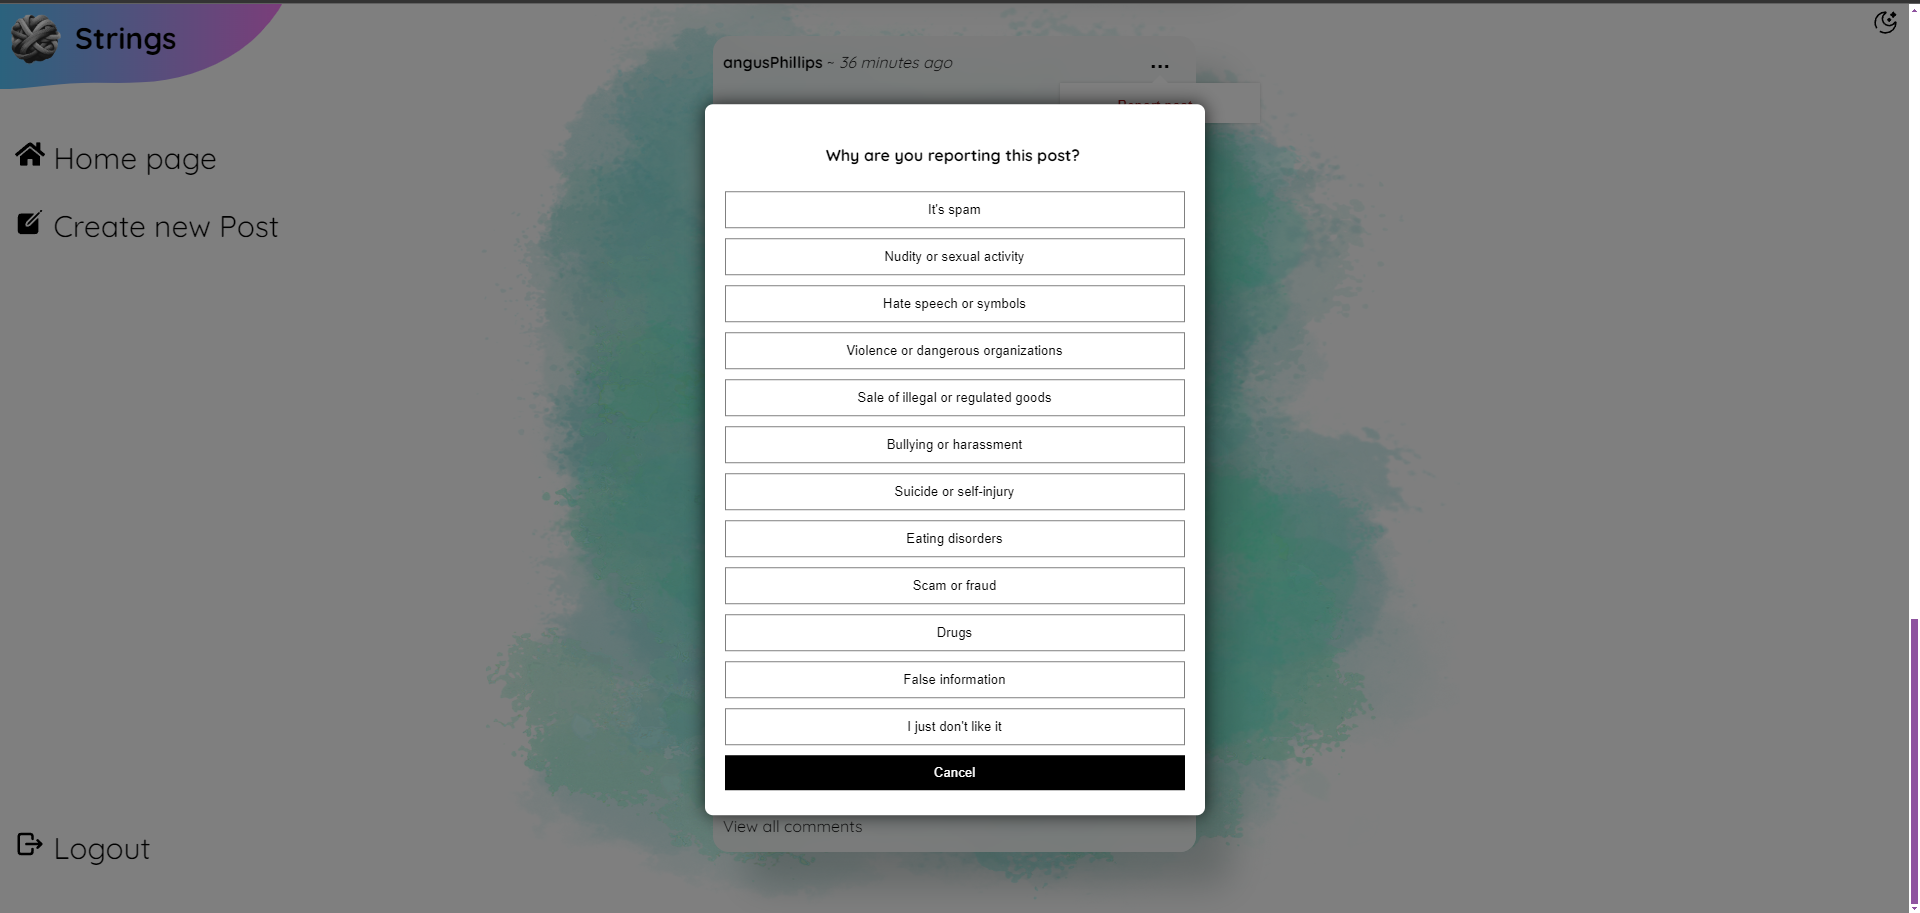 Strings
angusPhillips ~ 36 minutes ago
...
Report post
Home page
Create new Post
Why are you reporting this post?
It's spam
Nudity or sexual activity
Hate speech or symbols
Violence or dangerous organizations
Sale of illegal or regulated goods
Bullying or harassment
Suicide or self-injury
Eating disorders
Scam or fraud
Drugs
False information
I just don't like it
Cancel
View all comments
Logout